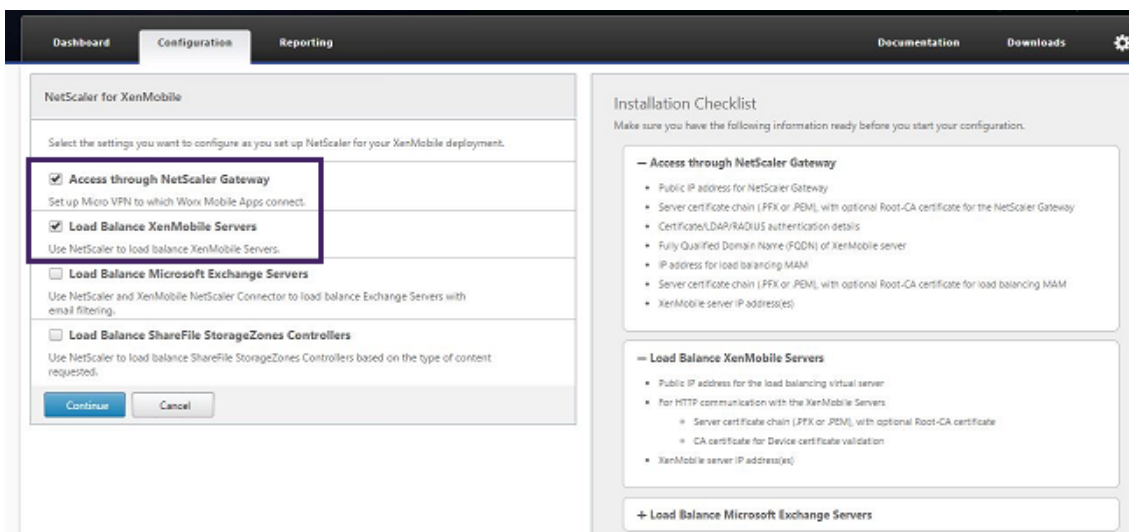 Dashboard
Configuration
Reporting
Documentation
Downloads
NetScaler for XenMobile
Select the settings you want to configure as you set up NetScaler for your XenMobile deployment.
Access through NetScaler Gateway
Set up Micro VPN to which Worx Mobile Apps connect.
Load Balance XenMobile Servers
Use NetScaler to load balance XenMobile Servers.
Load Balance Microsoft Exchange Servers
Use NetScaler and XenMobile NetScaler Connector to load balance Exchange Servers with
email filtering.
Load Balance ShareFile StorageZones Controllers
Use NetScaler to load balance ShareFile StorageZones Controllers based on the type of content
requested.
Continue
Cancel
Installation Checklist
Make sure you have the following information ready before you start your configuration.
— Access through NetScaler Gateway
• Public IP address for NetScaler Gateway
• Server certificate chain (.PFX or .PEM), with optional Root-CA certificate for the NetScaler Gateway
• Certificate/LDAP/RADIUS authentication details
• Fully Qualified Domain Name (FQDN) of XenMobile server
• IP address for load balancing MAM
• Server certificate chain (.PFX or .PEM), with optional Root-CA certificate for load balancing MAM
• XenMobile server IP address(es)
— Load Balance XenMobile Servers
• Public IP address for the load balancing virtual server
• For HTTP communication with the XenMobile Servers
Server certificate chain (.PFX or .PEM), with optional Root-CA certificate
CA certificate for Device certificate validation
• XenMobile server IP address(es)
+ Load Balance Microsoft Exchange Servers